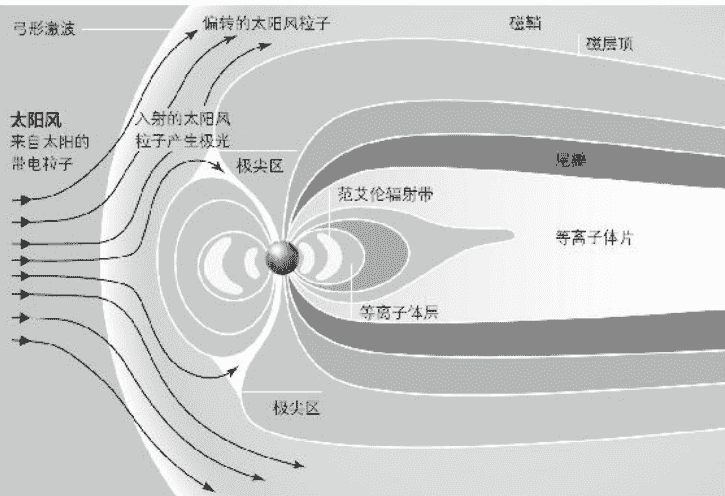 弓形激波
偏转的太阳风粒子
磁鞘
磁层顶
太阳风
来自太阳的
带电粒子
入射的太阳风
粒子产生极光
极尖区
尾瓣
范艾伦辐射带
等离子体片
等离子体层
极尖区